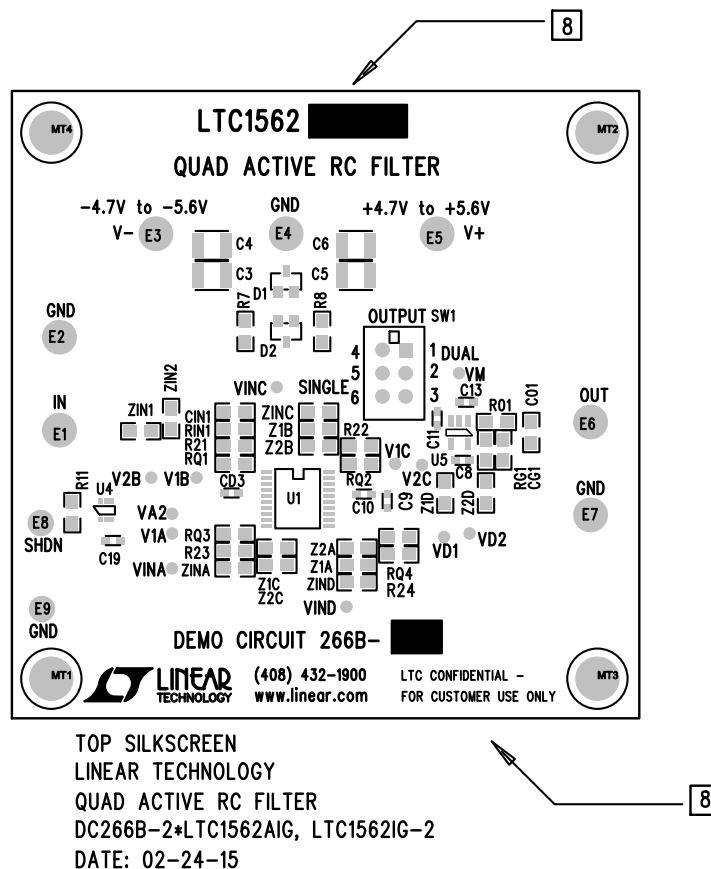 8
LTC1562
MT4
MT2
QUAD ACTIVE RC FILTER
-4.7V to -5.6V
GND
+4.7V to +5.6V
V-
E3
E4
E5
V+
C4
C6
C3
C5
D1
R7
R8
D2
GND
E2
OUTPUT SW1
4
1
DUAL
5
2
VM
6
3
C13
ZIN2
VINC
SINGLE
IN
E1
ZIN1
CIN1
RIN1
R21
RQ1
ZINC
Z1B
Z2B
R22
C11
RO1
CO1
OUT
E6
U5
V1C
C8
V2C
RG1
CG1
R11
U4
V2B
V1B
CD3
U1
RQ2
C10
C9
Z1D
Z2D
GND
E7
E8
SHDN
VA2
V1A
C19
VINA
RQ3
R23
ZINA
Z1C
Z2C
Z2A
Z1A
ZIND
RQ4
R24
VD1
VD2
E9
GND
VIND
DEMO CIRCUIT 266B-
MT1
LINEAR
TECHNOLOGY
(408) 432-1900
www.linear.com
LTC CONFIDENTIAL -
FOR CUSTOMER USE ONLY
MT3
8
TOP SILKSCREEN
LINEAR TECHNOLOGY
QUAD ACTIVE RC FILTER
DC266B-2*LTC1562AIG, LTC1562IG-2
DATE: 02-24-15